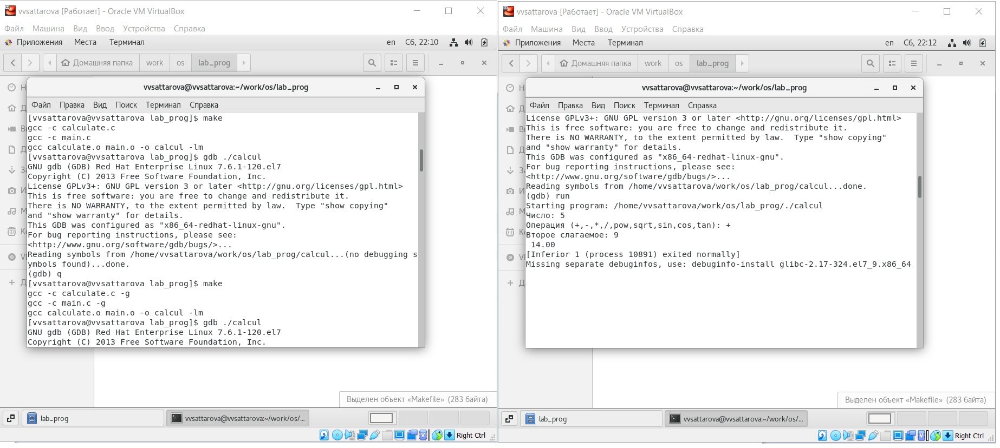 vvsattarova [Работает] - Oracle VM VirtualBox
Файл Машина Вид Ввод Устройства Справка
Приложения Места Терминал en Сб, 22:10
Домашняя папка work os lab_prog
vvsattarova@vvsattarova:~/work/os/lab_prog
Файл Правка Вид Поиск Терминал Справка
[vvsattarova@vvsattarova lab_prog]$ make
gcc -c calculate.c
gcc -c main.c
gcc calculate.o main.o -o calcul -lm
[vvsattarova@vvsattarova lab_prog]$ gdb ./calcul
GNU gdb (GDB) Red Hat Enterprise Linux 7.6.1-120.el7
Copyright (C) 2013 Free Software Foundation, Inc.
License GPLv3+: GNU GPL version 3 or later <http://gnu.org/licenses/gpl.html>
This is free software: you are free to change and redistribute it.
There is NO WARRANTY, to the extent permitted by law.  Type "show copying"
and "show warranty" for details.
This GDB was configured as "x86_64-redhat-linux-gnu".
For bug reporting instructions, please see:
<http://www.gnu.org/software/gdb/bugs/>...
Reading symbols from /home/vvsattarova/work/os/lab_prog/calcul...(no debugging s
ymbols found)...done.
(gdb) q
[vvsattarova@vvsattarova lab_prog]$ make
gcc -c calculate.c -g
gcc -c main.c -g
gcc calculate.o main.o -o calcul -lm
[vvsattarova@vvsattarova lab_prog]$ gdb ./calcul
GNU gdb (GDB) Red Hat Enterprise Linux 7.6.1-120.el7
Copyright (C) 2013 Free Software Foundation, Inc.
Выделен объект «Makefile» (283 байта)
lab_prog
vvsattarova@vvsattarova:~/work/os/...
Right Ctrl
vvsattarova [Работает] - Oracle VM VirtualBox
Файл Машина Вид Ввод Устройства Справка
Приложения Места Терминал en Сб, 22:12
Домашняя папка work os lab_prog
vvsattarova@vvsattarova:~/work/os/lab_prog
Файл Правка Вид Поиск Терминал Справка
License GPLv3+: GNU GPL version 3 or later <http://gnu.org/licenses/gpl.html>
This is free software: you are free to change and redistribute it.
There is NO WARRANTY, to the extent permitted by law.  Type "show copying"
and "show warranty" for details.
This GDB was configured as "x86_64-redhat-linux-gnu".
For bug reporting instructions, please see:
<http://www.gnu.org/software/gdb/bugs/>...
Reading symbols from /home/vvsattarova/work/os/lab_prog/calcul...done.
(gdb) run
Starting program: /home/vvsattarova/work/os/lab_prog/./calcul
Число: 5
Операция (+,-,*,/,pow,sqrt,sin,cos,tan): +
Второе слагаемое: 9
 14.00
[Inferior 1 (process 10891) exited normally]
Missing separate debuginfos, use: debuginfo-install glibc-2.17-324.el7_9.x86_64
Выделен объект «Makefile» (283 байта)
lab_prog
vvsattarova@vvsattarova:~/work/os/...
Right Ctrl